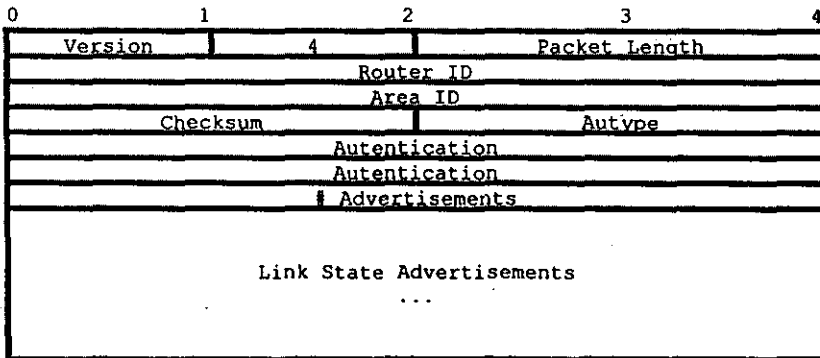 0 1 2 3 4
Version 4 Packet Length
Router ID
Area ID
Checksum Autype
Autentication
Autentication
# Advertisements
Link State Advertisements
...